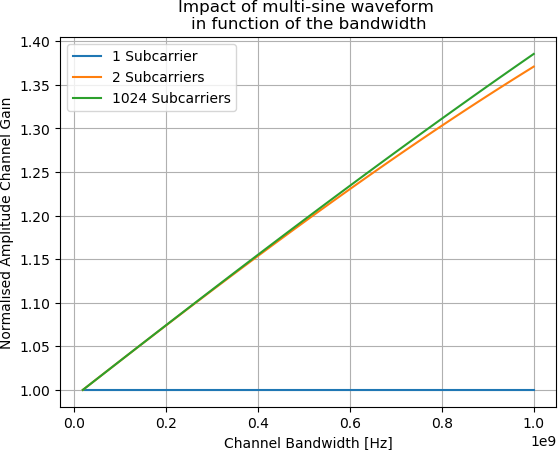 Impact of multi-sine waveform
in function of the bandwidth
1 Subcarrier
2 Subcarriers
1024 Subcarriers
Normalised Amplitude Channel Gain
1.40
1.35
1.30
1.25
1.20
1.15
1.10
1.05
1.00
0.0 0.2 0.4 0.6 0.8 1.0
1e9
Channel Bandwidth [Hz]